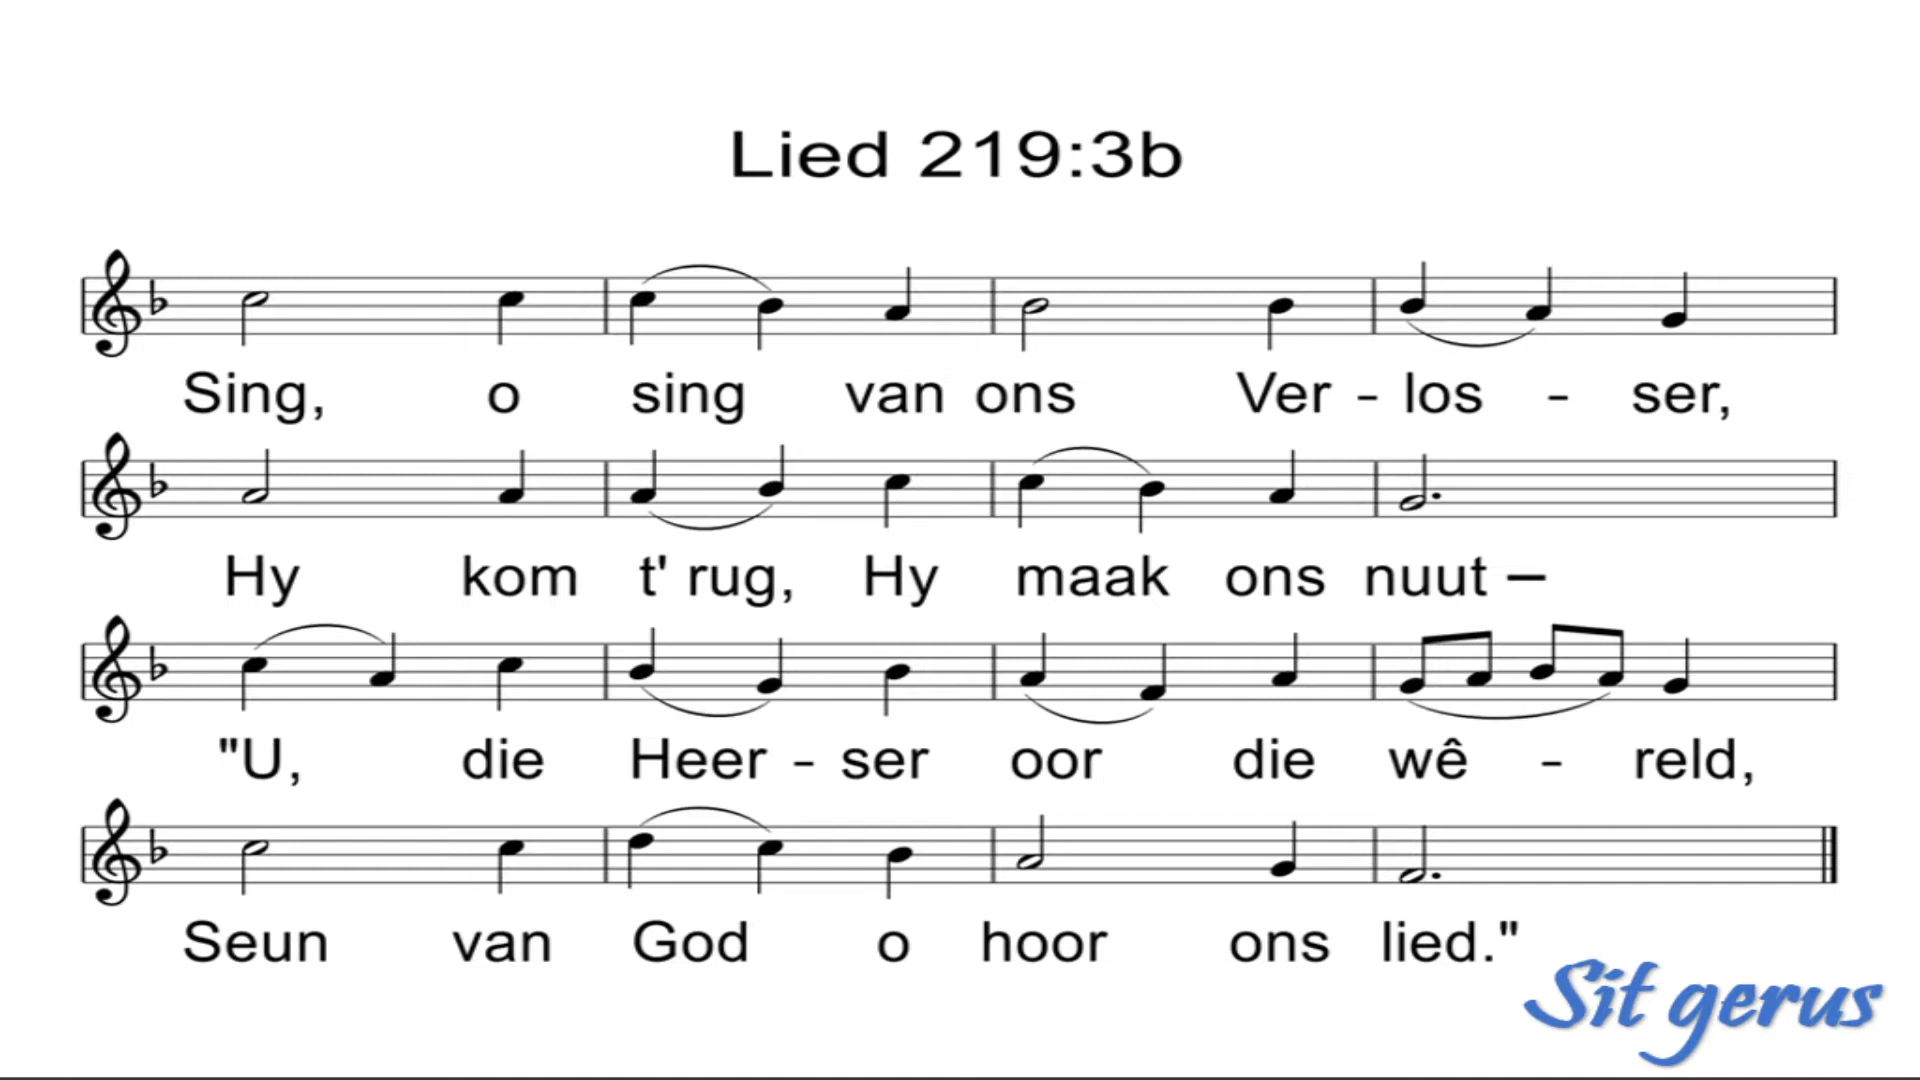 Lied 219:3b
Sing, o sing van ons Ver - los - ser,
Hy kom t' rug, Hy maak ons nuut –
"U, die Heer - ser oor die wê - reld,
Seun van God o hoor ons lied."
Sit gerus